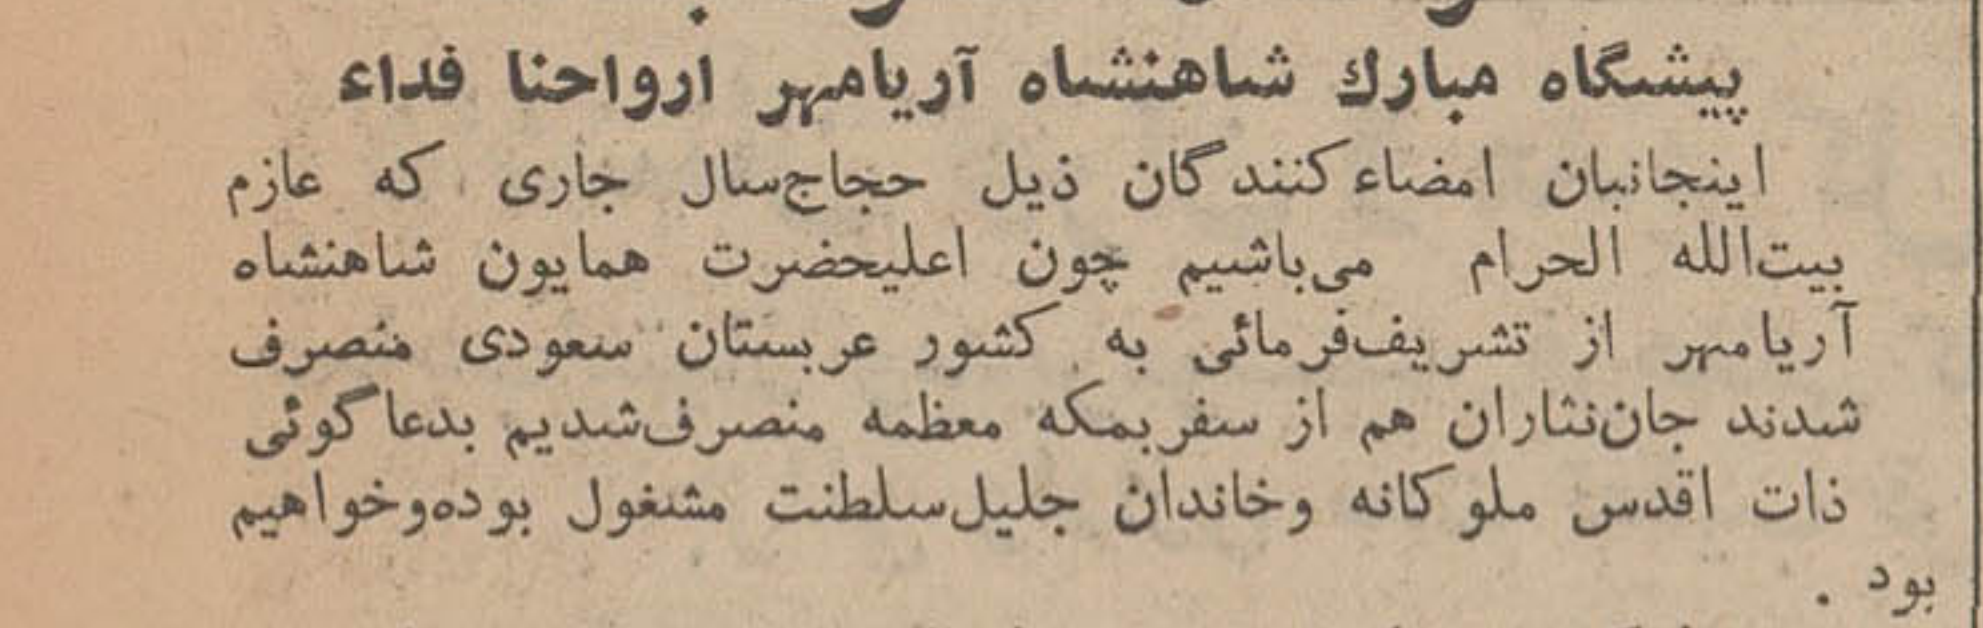 پیشگاه مبارك شاهنشاه آریامهر ارواحنا فداء
اینجانبان امضاءکنندگان ذیل حجاج‌سال جاری که عازم
بیت‌الله الحرام می‌باشیم چون اعلیحضرت همایون شاهنشاه
آریامهر از تشریف‌فرمائی به کشور عربستان سعودی منصرف
شدند جان‌نثاران هم از سفربمکه معظمه منصرف‌شدیم بدعاگوئی
ذات اقدس ملوکانه وخاندان جلیل‌سلطنت مشغول بوده‌وخواهیم
بود .